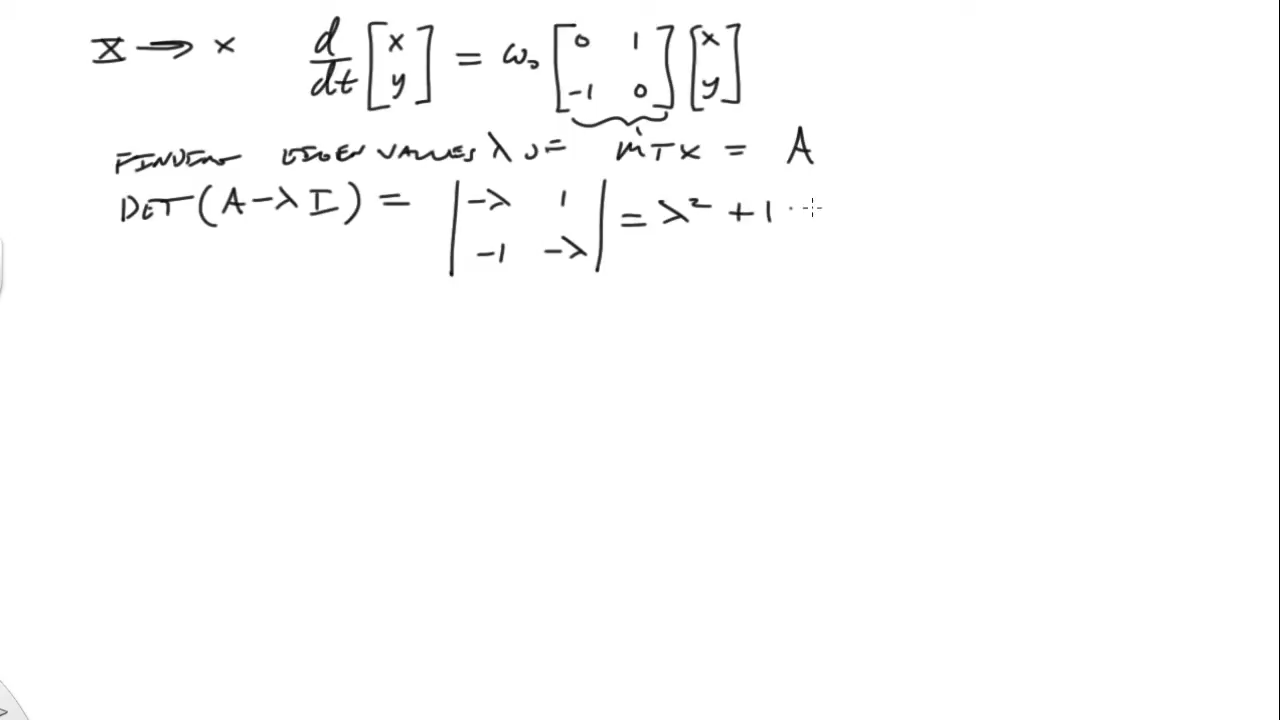 X → x d/dt [x y] = ω₀ [0 1 -1 0] [x y]
FINDING EIGEN VALUES λ OF MTX = A
DET(A-λI) = |-λ 1 -1 -λ| = λ² + 1